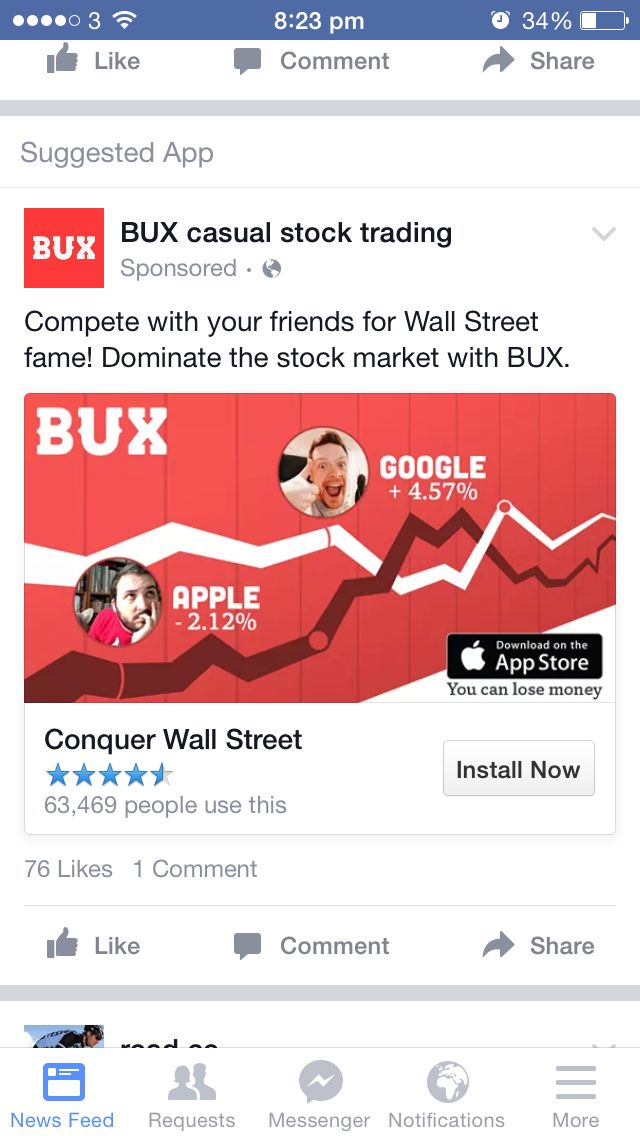 3 8:23 pm 34%
Like Comment Share
Suggested App
BUX
BUX casual stock trading
Sponsored ·
Compete with your friends for Wall Street
fame! Dominate the stock market with BUX.
BUX
GOOGLE
+ 4.57%
APPLE
- 2.12%
Download on the
App Store
You can lose money
Conquer Wall Street
Install Now
63,469 people use this
76 Likes 1 Comment
Like Comment Share
News Feed Requests Messenger Notifications More